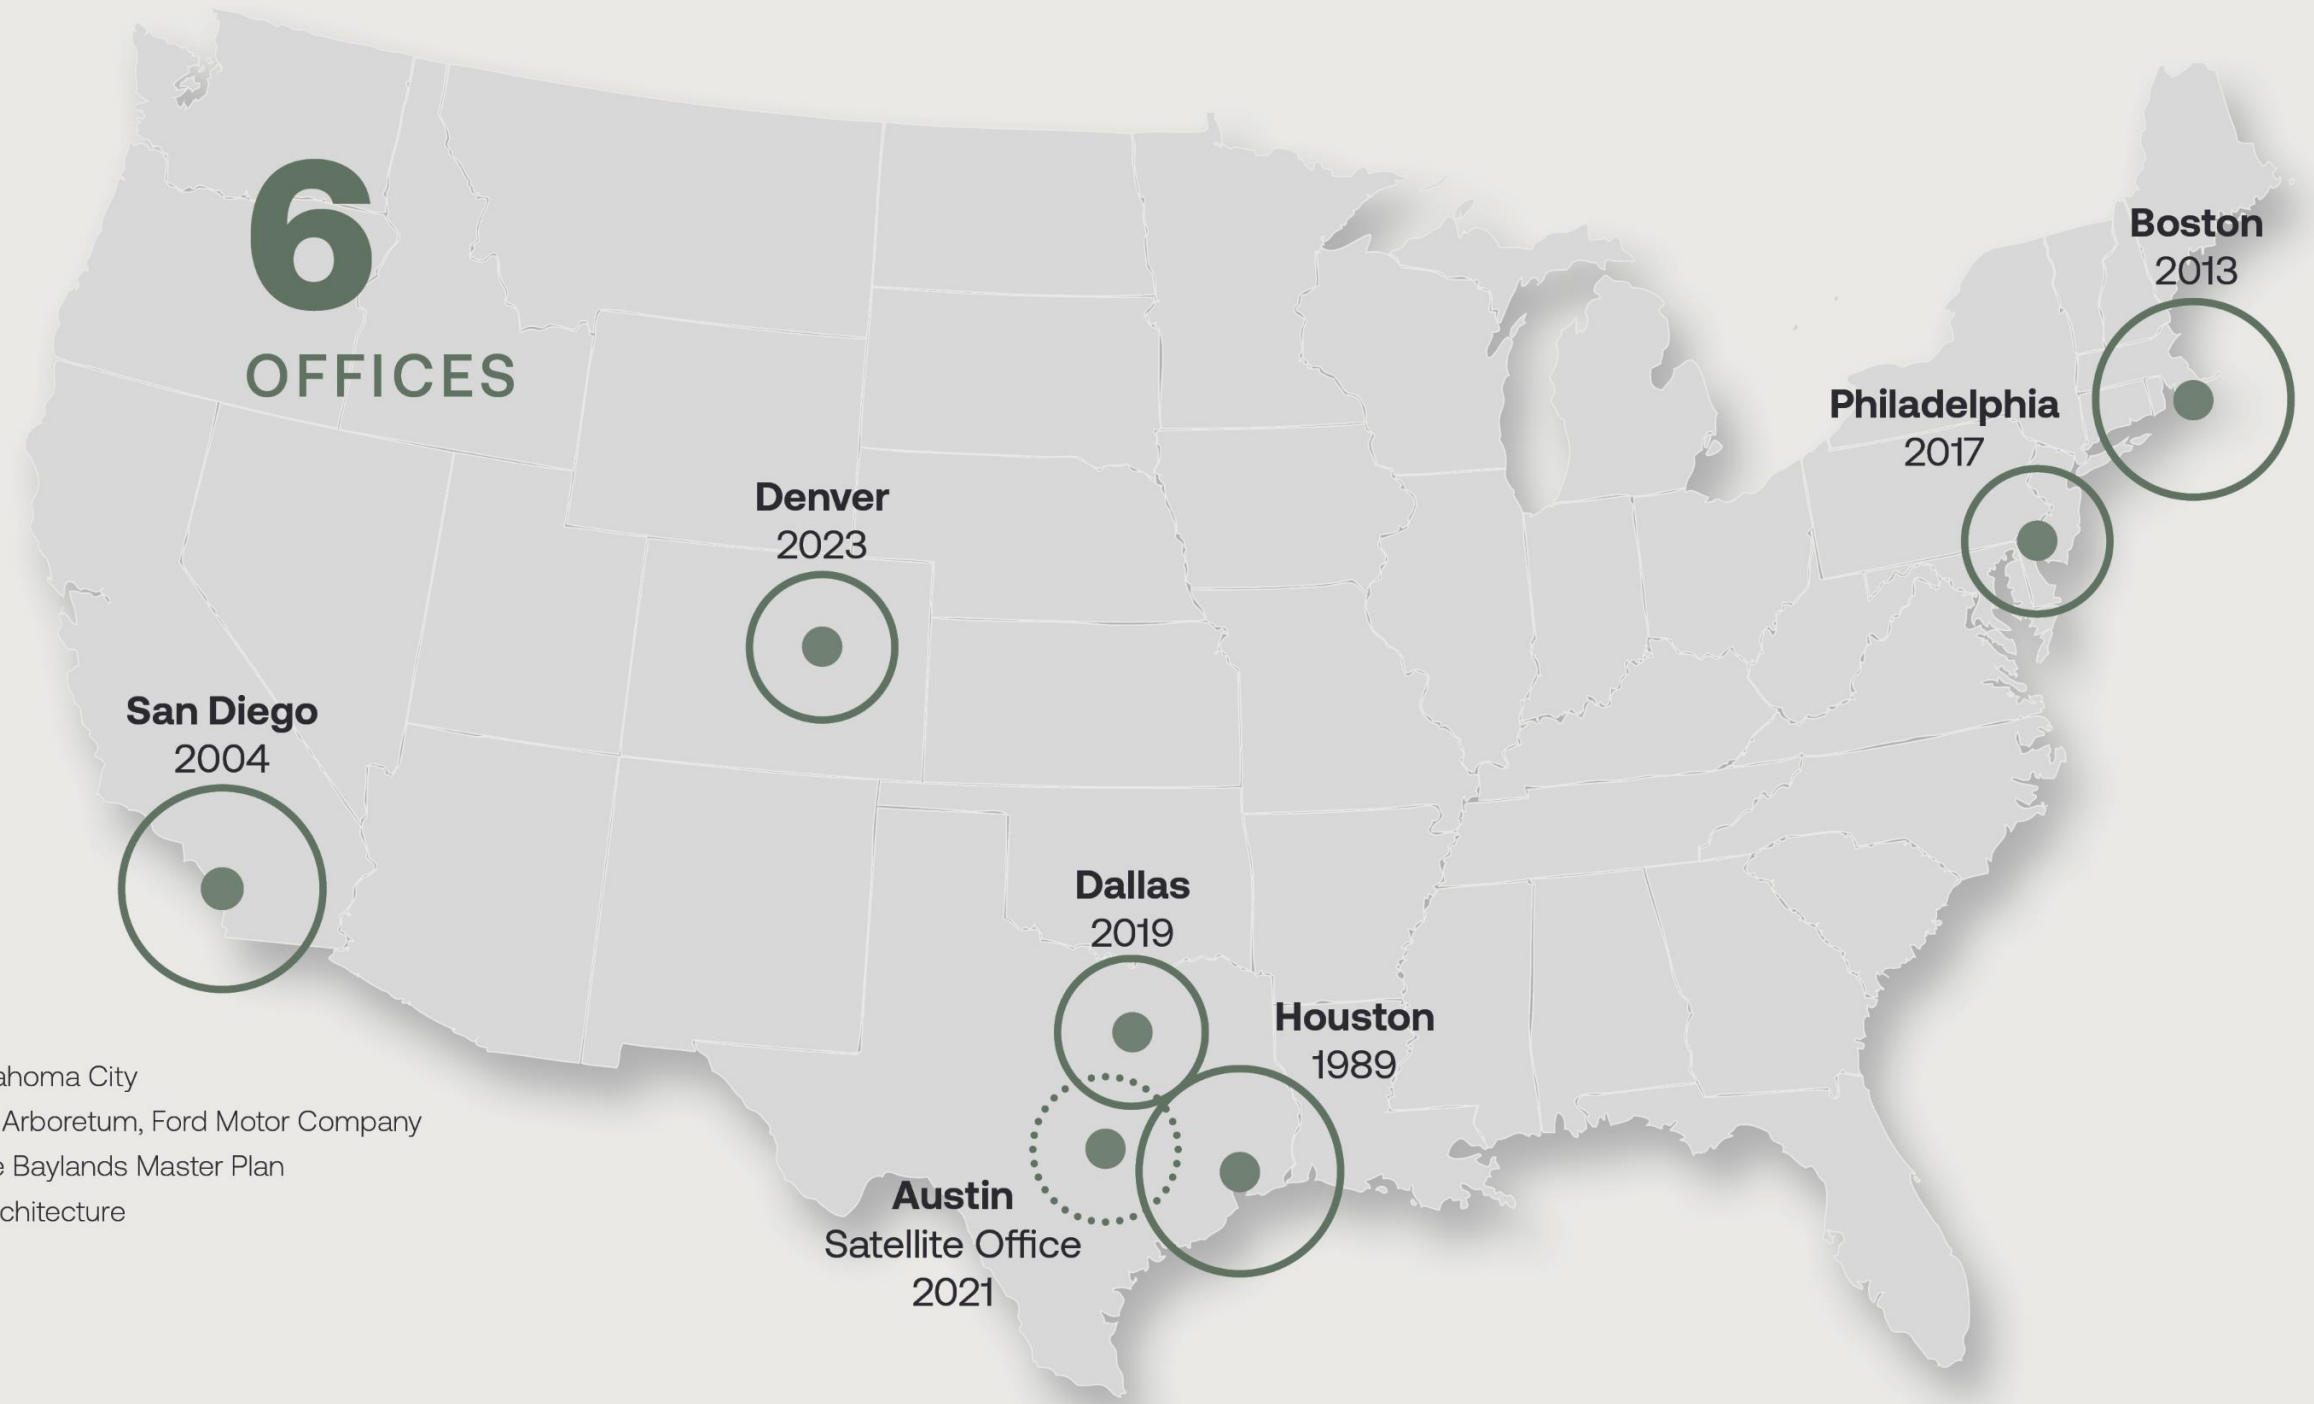 6
OFFICES
Boston
2013
Philadelphia
2017
Denver
2023
San Diego
2004
Dallas
2019
Houston
1989
Austin
Satellite Office
2021
ahoma City
Arboretum, Ford Motor Company
e Baylands Master Plan
chitecture